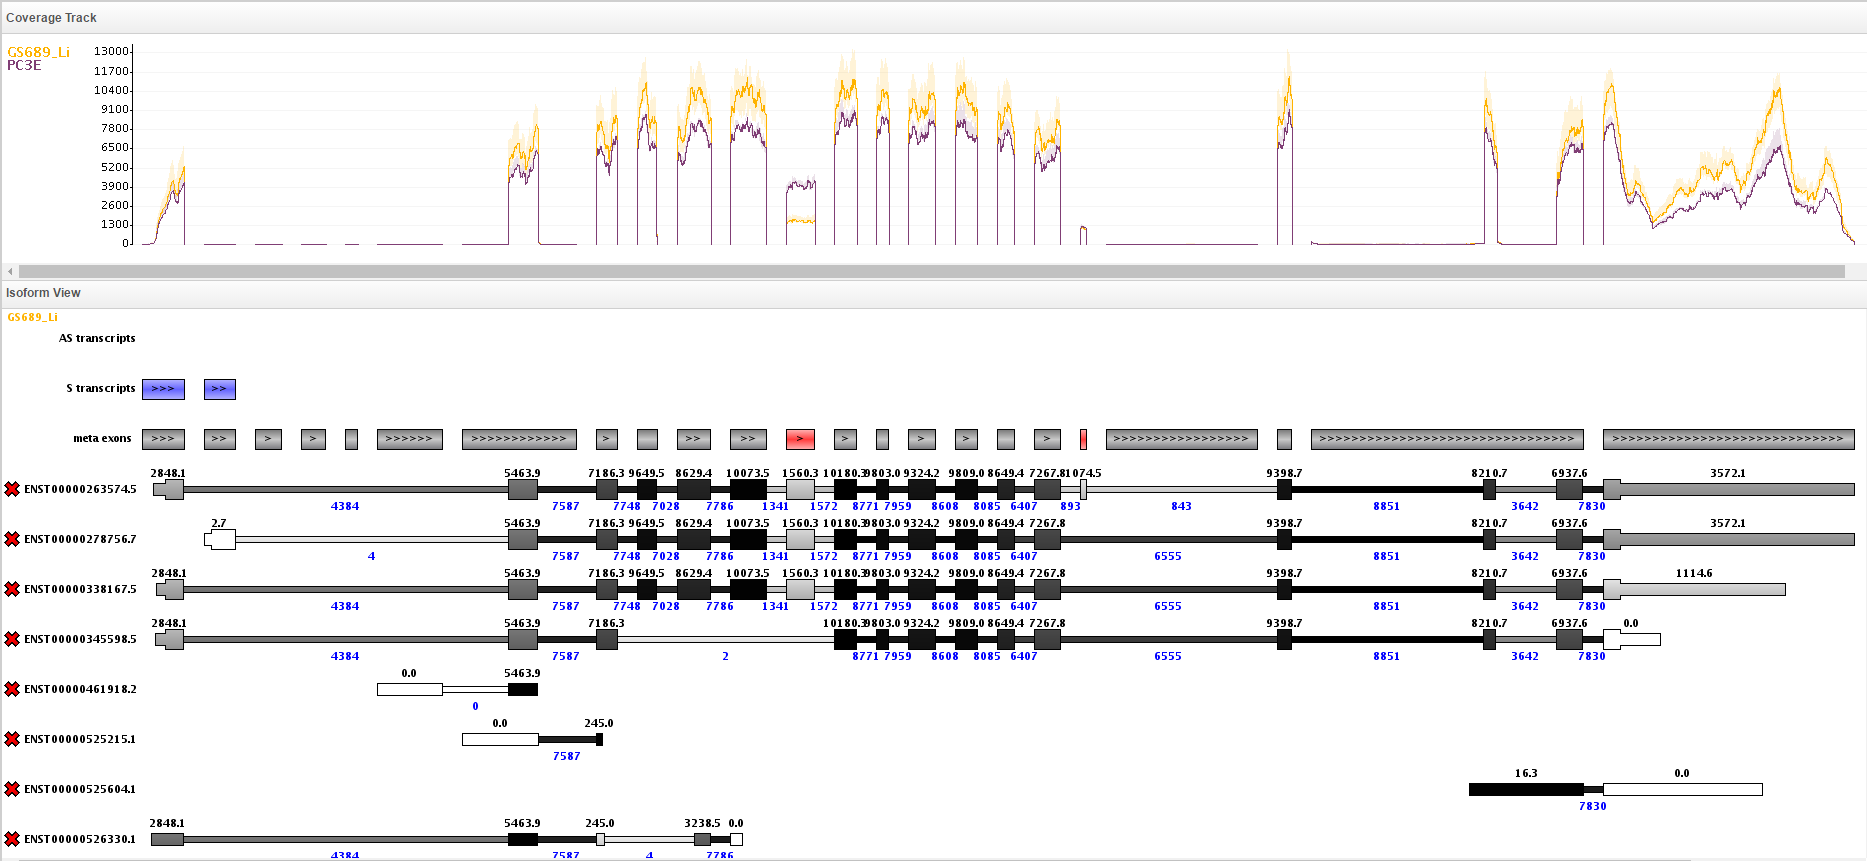 Coverage Track
GS689_Li
PC3E
13000
11700
10400
9100
7800
6500
5200
3900
2600
1300
0
Isoform View
GS689_Li
AS transcripts
S transcripts >>> >>
meta exons >>> >> > > >>>>>> >>>>>>>>>>>> > >> >> > > > > > >>>>>>>>>>>>>>> >>>>>>>>>>>>>>>>>>>>>>>>>> >>>>>>>>>>>>>>>>>>>>>>>>
2848.1 5463.9 7186.3 9649.5 8629.4 10073.5 1560.3 10180.3 9803.0 9324.2 9809.0 8649.4 7267.8 1074.5 9398.7 8210.7 6937.6 3572.1
ENST00000263574.5
4384 7587 7748 7028 7786 1341 1572 8771 7959 8608 8085 6407 893 843 8851 3642 7830
2.7 5463.9 7186.3 9649.5 8629.4 10073.5 1560.3 10180.3 9803.0 9324.2 9809.0 8649.4 7267.8 9398.7 8210.7 6937.6 3572.1
ENST00000278756.7
4 7587 7748 7028 7786 1341 1572 8771 7959 8608 8085 6407 6555 8851 3642 7830
2848.1 5463.9 7186.3 9649.5 8629.4 10073.5 1560.3 10180.3 9803.0 9324.2 9809.0 8649.4 7267.8 9398.7 8210.7 6937.6 1114.6
ENST00000338167.5
4384 7587 7748 7028 7786 1341 1572 8771 7959 8608 8085 6407 6555 8851 3642 7830
2848.1 5463.9 7186.3 10180.3 9803.0 9324.2 9809.0 8649.4 7267.8 9398.7 8210.7 6937.6 0.0
ENST00000345598.5
4384 7587 2 8771 7959 8608 8085 6407 6555 8851 3642 7830
0.0 5463.9
ENST00000461918.2
0
0.0 245.0
ENST00000525215.1
7587
16.3 0.0
ENST00000525604.1
7830
2848.1 5463.9 245.0 3238.5 0.0
ENST00000526330.1
4384 7587 4 7786